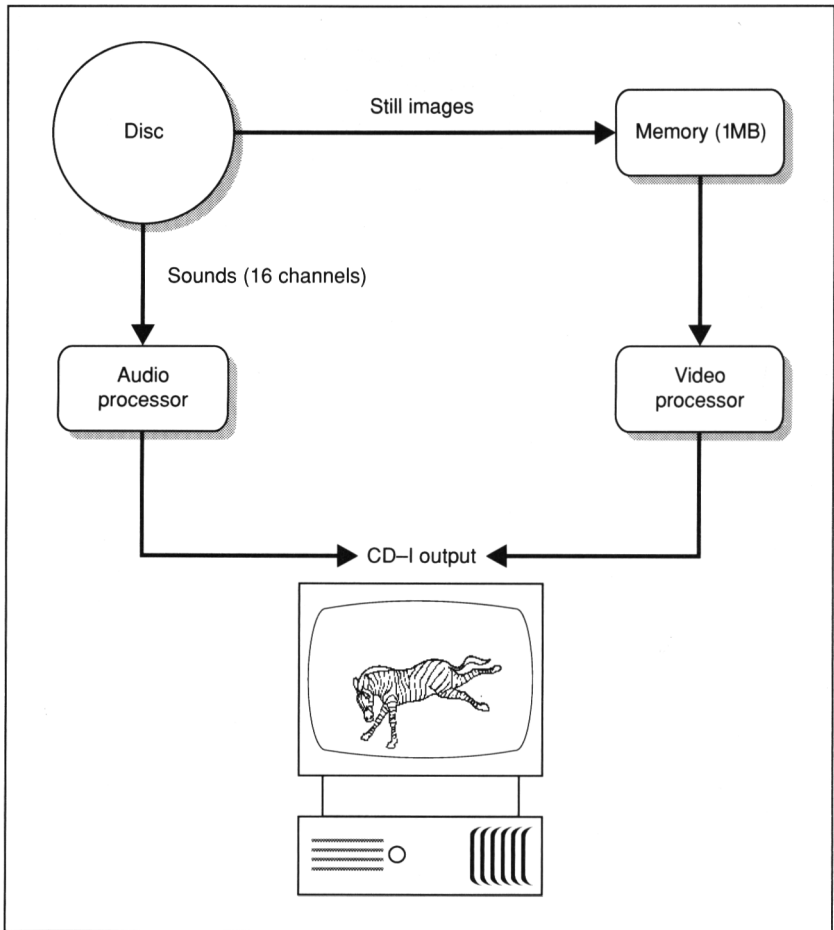 Still images
Disc
Memory (1MB)
Sounds (16 channels)
Audio
processor
Video
processor
CD–I output